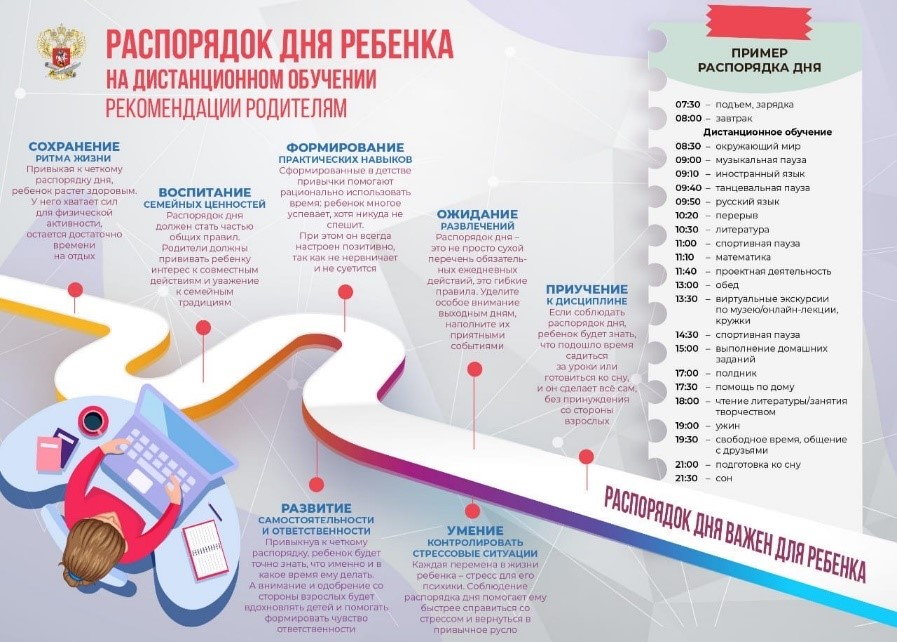 РАСПОРЯДОК ДНЯ РЕБЕНКА
НА ДИСТАНЦИОННОМ ОБУЧЕНИИ
РЕКОМЕНДАЦИИ РОДИТЕЛЯМ
СОХРАНЕНИЕ
РИТМА ЖИЗНИ
Привыкая к четкому
распорядку дня,
ребенок растет здоровым.
У него хватает сил
для физической
активности,
остается достаточно
времени
на отдых
ВОСПИТАНИЕ
СЕМЕЙНЫХ ЦЕННОСТЕЙ
Распорядок дня
должен стать частью
общих правил.
Родители должны
прививать ребенку
интерес к совместным
действиям и уважение
к семейным
традициям
ФОРМИРОВАНИЕ
ПРАКТИЧЕСКИХ НАВЫКОВ
Сформированные в детстве
привычки помогают
рационально использовать
время: ребенок многое
успевает, хотя никуда не
спешит.
При этом он всегда
настроен позитивно,
так как не нервничает
и не суетится
ОЖИДАНИЕ
РАЗВЛЕЧЕНИЙ
Распорядок дня –
это не просто сухой
перечень обязатель-
ных ежедневных
действий, это гибкие
правила. Уделите
особое внимание
выходным дням,
наполните их
приятными
событиями
ПРИУЧЕНИЕ
К ДИСЦИПЛИНЕ
Если соблюдать
распорядок дня,
ребенок будет знать,
что подошло время
садиться
за уроки или
готовиться ко сну,
и он сделает всё сам,
без принуждения
со стороны
взрослых
РАЗВИТИЕ
САМОСТОЯТЕЛЬНОСТИ
И ОТВЕТСТВЕННОСТИ
Привыкнув к четкому
распорядку, ребенок будет
точно знать, что именно и в
какое время ему делать.
А внимание и одобрение со
стороны взрослых будет
вдохновлять детей и помогать
формировать чувство
ответственности
УМЕНИЕ
КОНТРОЛИРОВАТЬ
СТРЕССОВЫЕ СИТУАЦИИ
Каждая перемена в жизни
ребенка – стресс для его
психики. Соблюдение
распорядка дня помогает ему
быстрее справиться со
стрессом и вернуться в
привычное русло
РАСПОРЯДОК ДНЯ ВАЖЕН ДЛЯ РЕБЕНКА
ПРИМЕР
РАСПОРЯДКА ДНЯ
07:30 – подъем, зарядка
08:00 – завтрак
Дистанционное обучение
08:30 – окружающий мир
09:00 – музыкальная пауза
09:10 – иностранный язык
09:40 – танцевальная пауза
09:50 – русский язык
10:20 – перерыв
10:30 – литература
11:00 – спортивная пауза
11:10 – математика
11:40 – проектная деятельность
13:00 – обед
13:30 – виртуальные экскурсии
по музею/онлайн-лекции,
кружки
14:30 – спортивная пауза
15:00 – выполнение домашних
заданий
17:00 – полдник
17:30 – помощь по дому
18:00 – чтение литературы/занятия
творчеством
19:00 – ужин
19:30 – свободное время, общение
с друзьями
21:00 – подготовка ко сну
21:30 – сон